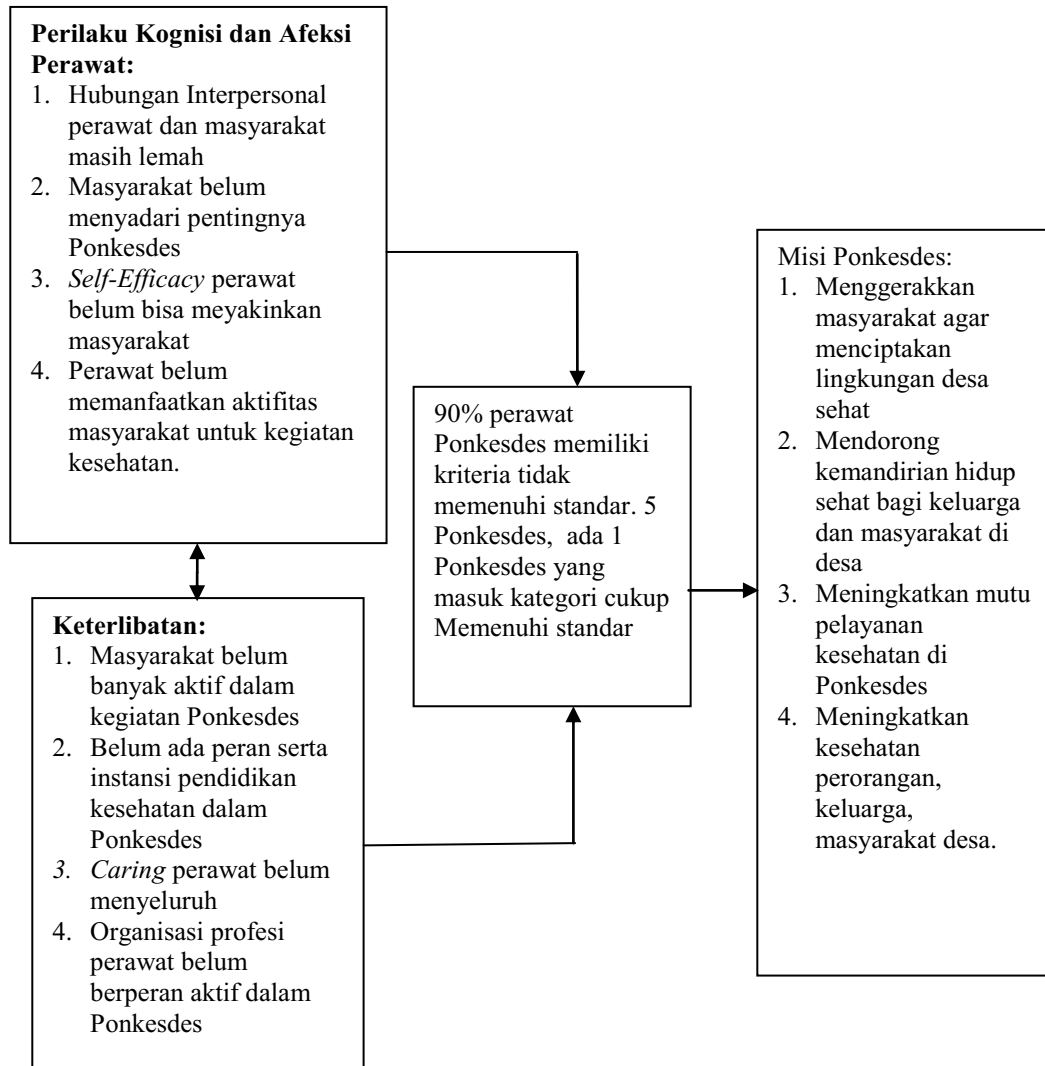 Perilaku Kognisi dan Afeksi
Perawat:
1. Hubungan Interpersonal
perawat dan masyarakat
masih lemah
2. Masyarakat belum
menyadari pentingnya
Ponkesdes
3. Self-Efficacy perawat
belum bisa meyakinkan
masyarakat
4. Perawat belum
memanfaatkan aktifitas
masyarakat untuk kegiatan
kesehatan.
Keterlibatan:
1. Masyarakat belum
banyak aktif dalam
kegiatan Ponkesdes
2. Belum ada peran serta
instansi pendidikan
kesehatan dalam
Ponkesdes
3. Caring perawat belum
menyeluruh
4. Organisasi profesi
perawat belum
berperan aktif dalam
Ponkesdes
90% perawat
Ponkesdes memiliki
kriteria tidak
memenuhi standar. 5
Ponkesdes, ada 1
Ponkesdes yang
masuk kategori cukup
Memenuhi standar
Misi Ponkesdes:
1. Menggerakkan
masyarakat agar
menciptakan
lingkungan desa
sehat
2. Mendorong
kemandirian hidup
sehat bagi keluarga
dan masyarakat di
desa
3. Meningkatkan mutu
pelayanan
kesehatan di
Ponkesdes
4. Meningkatkan
kesehatan
perorangan,
keluarga,
masyarakat desa.